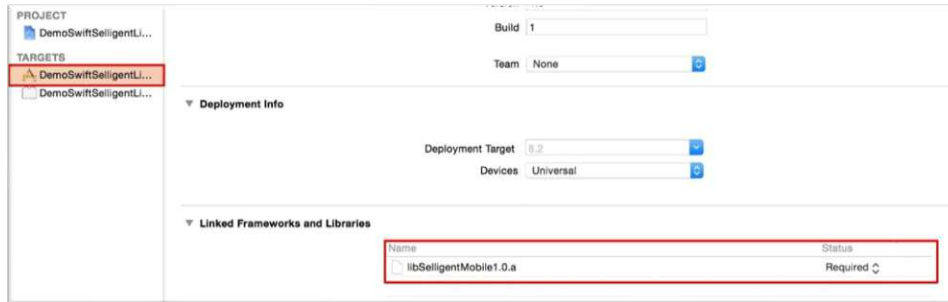 PROJECT
DemoSwiftSelligentLi...
TARGETS
DemoSwiftSelligentLi...
DemoSwiftSelligentLi...
Build 1
Team None
Deployment Info
Deployment Target 8.2
Devices Universal
Linked Frameworks and Libraries
Name Status
libSelligentMobile1.0.a Required